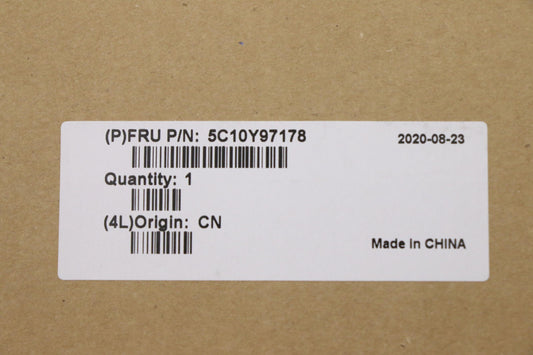 (P)FRU P/N: 5C10Y97178
2020-08-23
Quantity: 1
(4L)Origin: CN
Made In CHINA